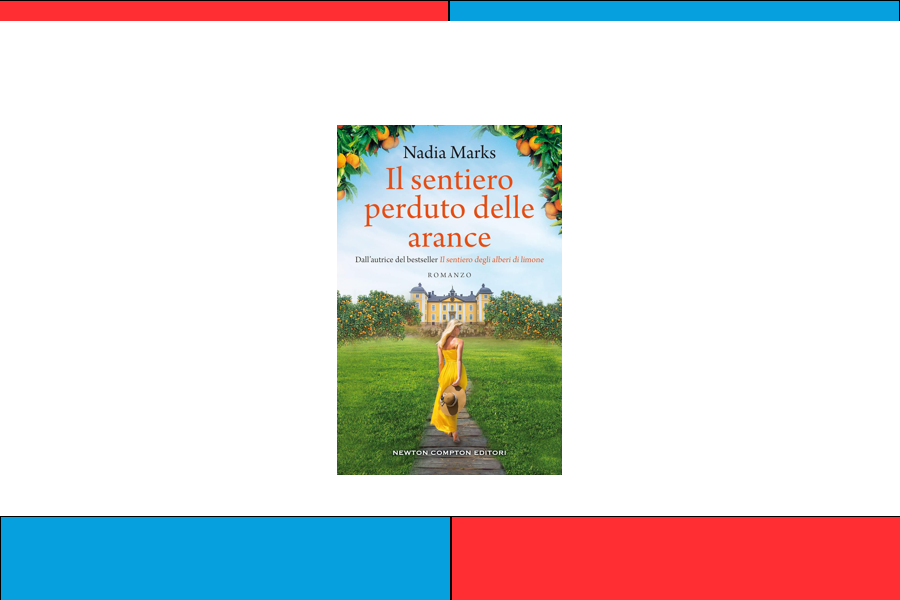 Nadia Marks
Il sentiero
perduto delle
arance
Dall'autrice del bestseller Il sentiero degli alberi di limone
ROMANZO
NEWTON COMPTON EDITORI